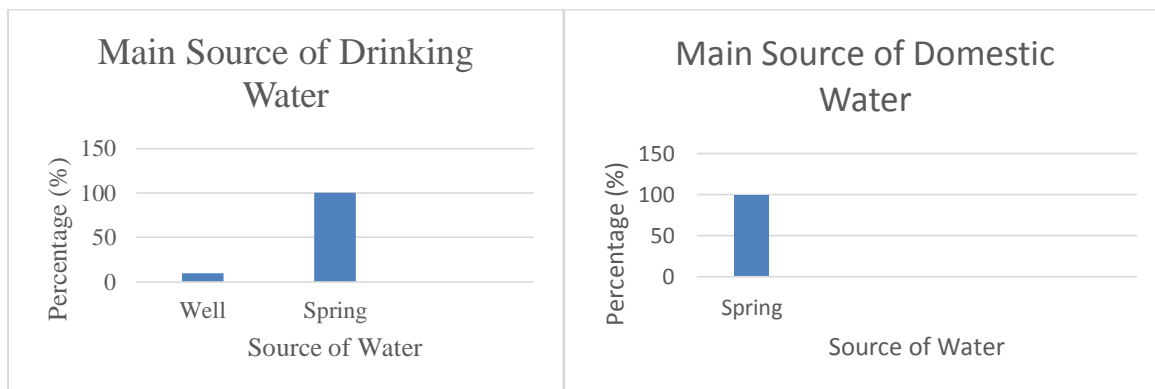 Main Source of Drinking
Water
150
100
50
0
Percentage (%)
Well
Spring
Source of Water
Main Source of Domestic
Water
150
100
50
0
Percentage (%)
Spring
Source of Water